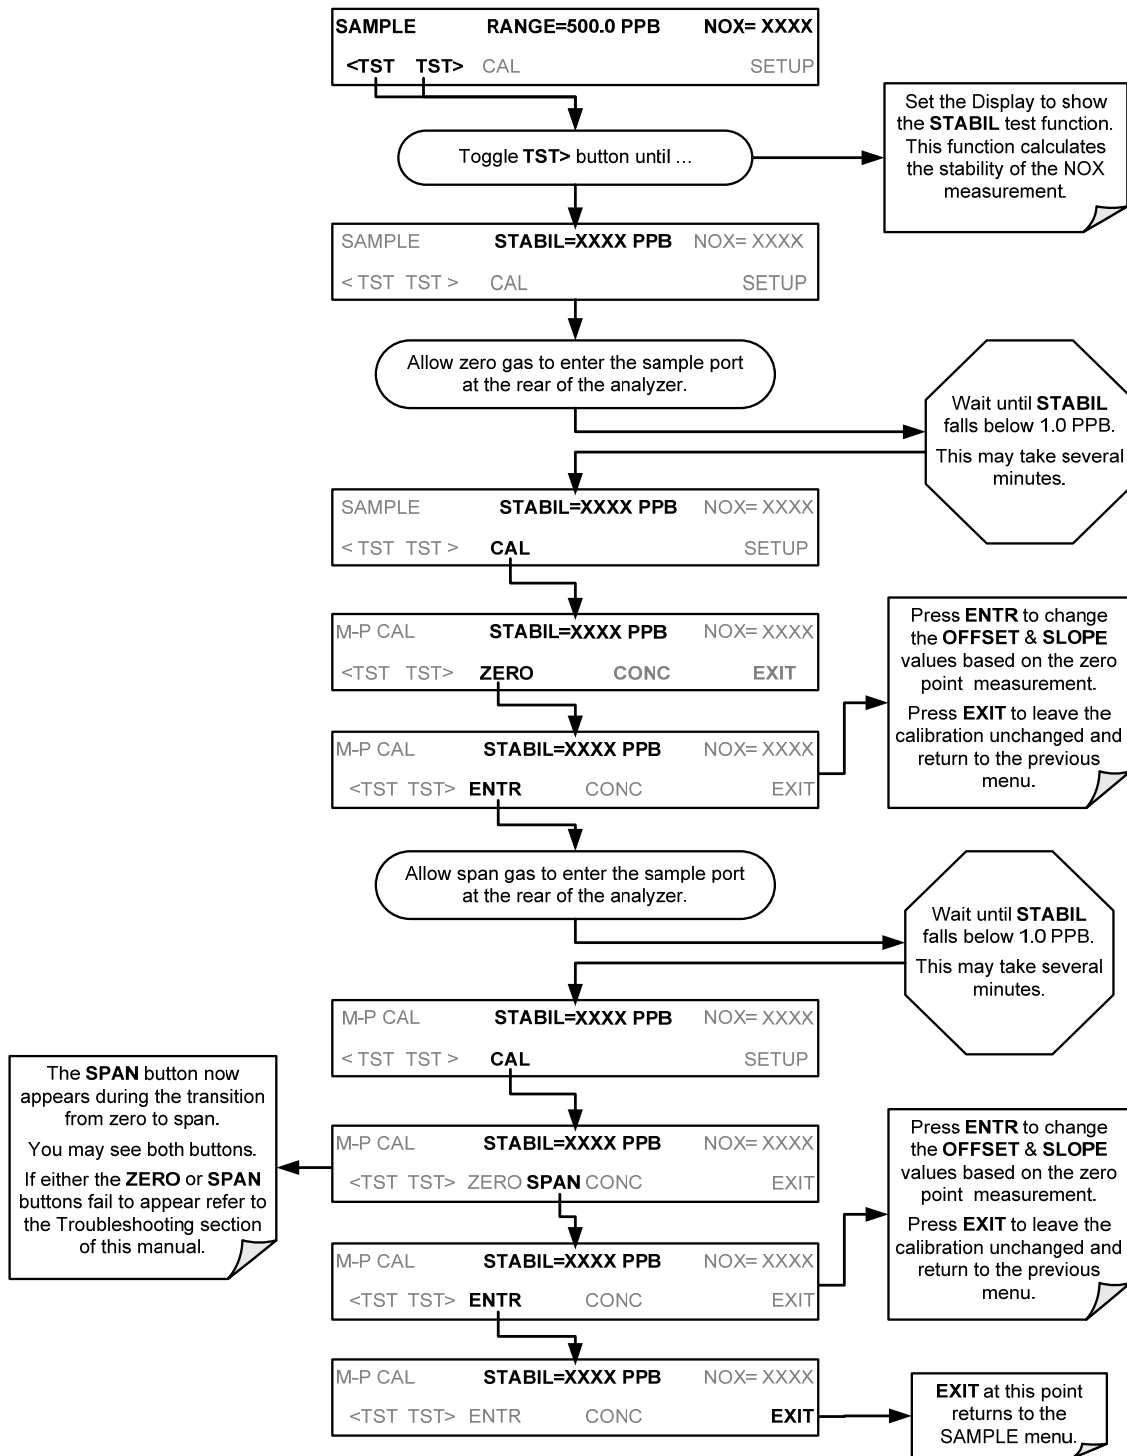 SAMPLE RANGE=500.0 PPB NOX= XXXX
<TST TST> CAL SETUP
Toggle TST> button until ...
Set the Display to show
the STABIL test function.
This function calculates
the stability of the NOX
measurement.
SAMPLE STABIL=XXXX PPB NOX= XXXX
< TST TST > CAL SETUP
Allow zero gas to enter the sample port
at the rear of the analyzer.
Wait until STABIL
falls below 1.0 PPB.
This may take several
minutes.
SAMPLE STABIL=XXXX PPB NOX= XXXX
< TST TST > CAL SETUP
M-P CAL STABIL=XXXX PPB NOX= XXXX
<TST TST> ZERO CONC EXIT
M-P CAL STABIL=XXXX PPB NOX= XXXX
<TST TST> ENTR CONC EXIT
Press ENTR to change
the OFFSET & SLOPE
values based on the zero
point measurement.
Press EXIT to leave the
calibration unchanged and
return to the previous
menu.
Allow span gas to enter the sample port
at the rear of the analyzer.
Wait until STABIL
falls below 1.0 PPB.
This may take several
minutes.
M-P CAL STABIL=XXXX PPB NOX= XXXX
< TST TST > CAL SETUP
The SPAN button now
appears during the transition
from zero to span.
You may see both buttons.
If either the ZERO or SPAN
buttons fail to appear refer to
the Troubleshooting section
of this manual.
M-P CAL STABIL=XXXX PPB NOX= XXXX
<TST TST> ZERO SPAN CONC EXIT
M-P CAL STABIL=XXXX PPB NOX= XXXX
<TST TST> ENTR CONC EXIT
Press ENTR to change
the OFFSET & SLOPE
values based on the zero
point measurement.
Press EXIT to leave the
calibration unchanged and
return to the previous
menu.
M-P CAL STABIL=XXXX PPB NOX= XXXX
<TST TST> ENTR CONC EXIT
EXIT at this point
returns to the
SAMPLE menu.